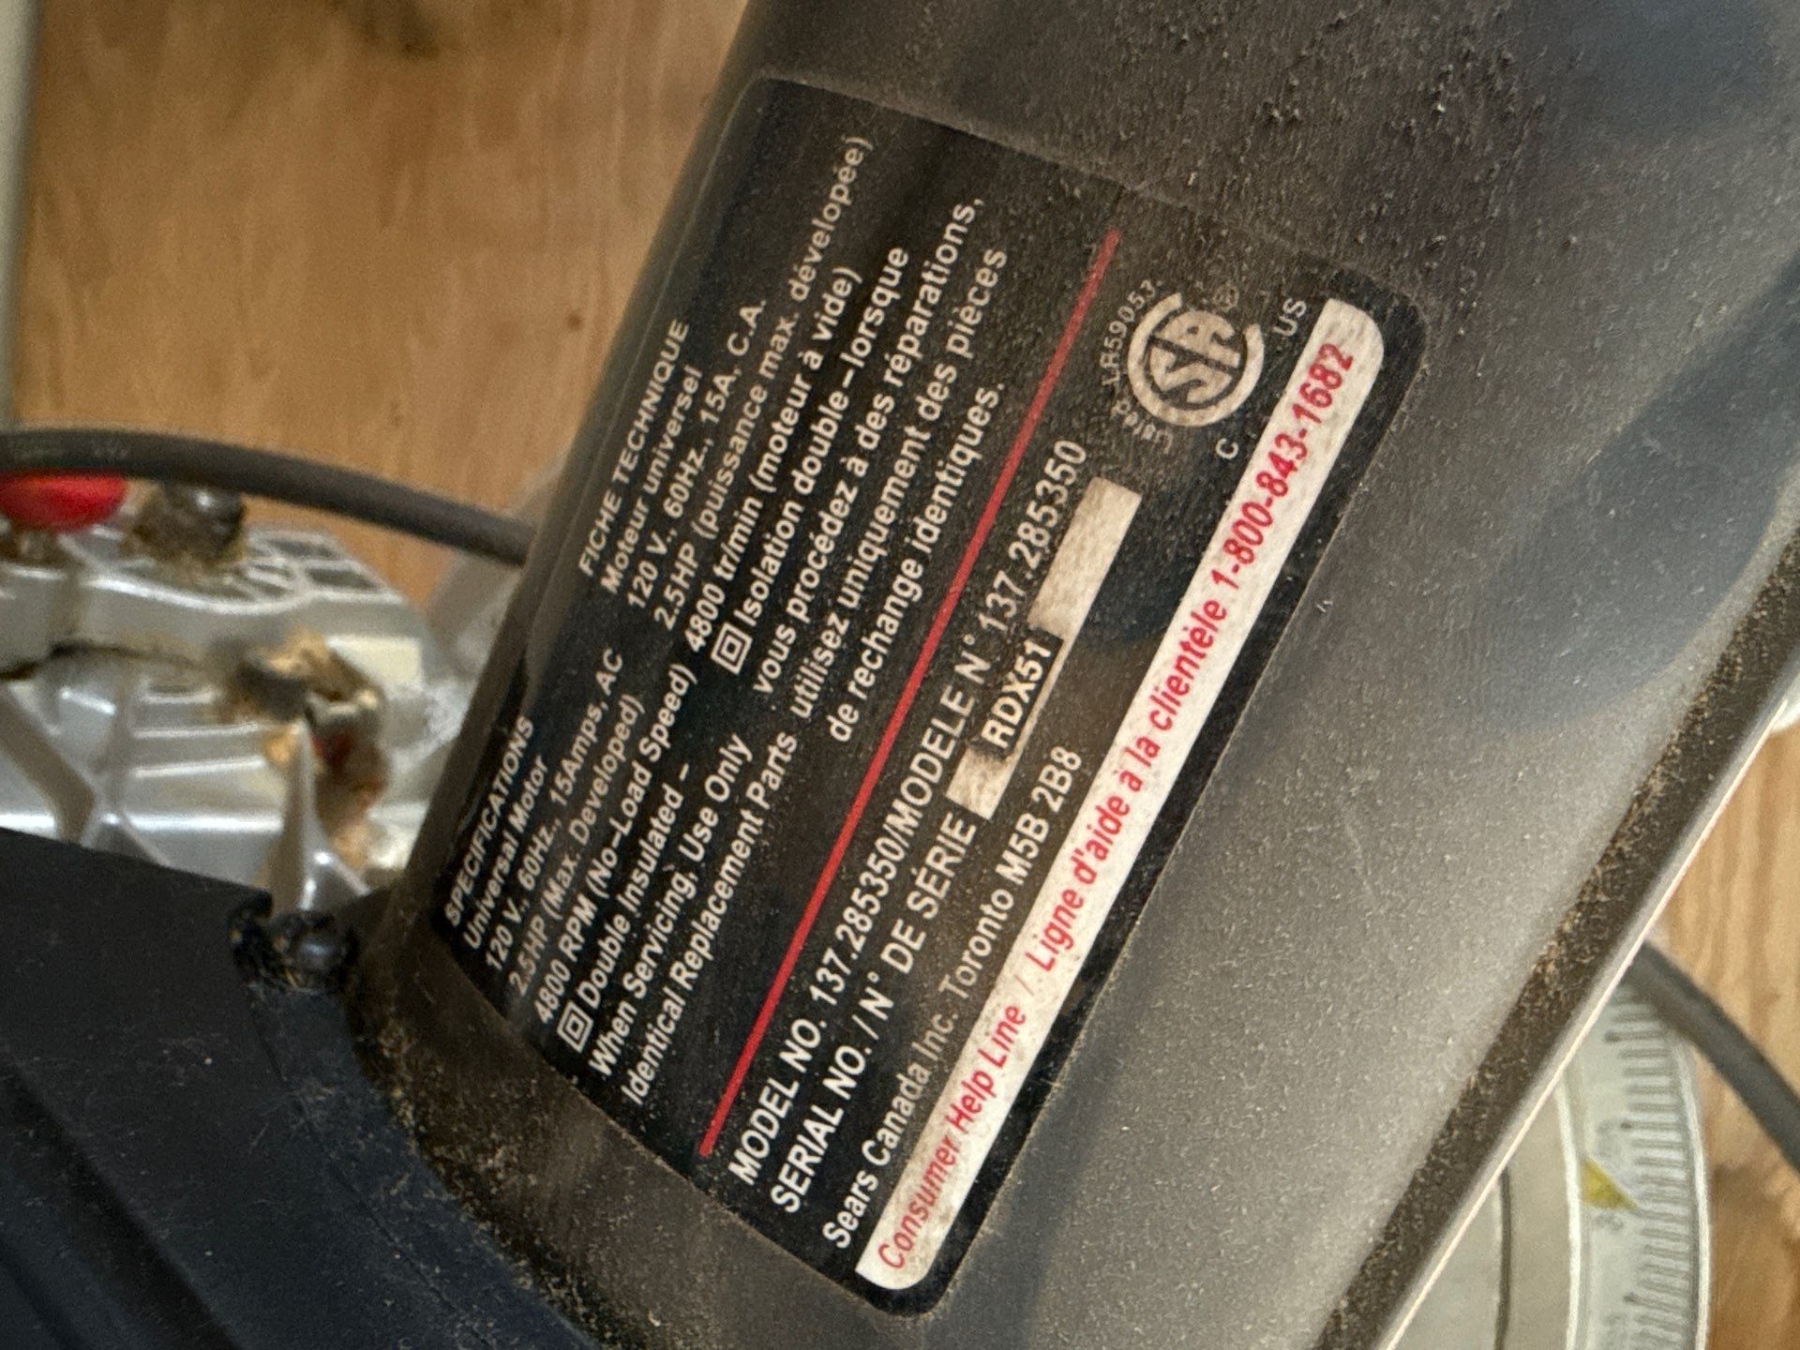 SPECIFICATIONS
Universal Motor
120 V., 60Hz., 15Amps, AC
2.5HP (Max. Developed)
4800 RPM (No-Load Speed)
Double Insulated -
When Servicing, Use Only
Identical Replacement Parts
FICHE TECHNIQUE
Moteur universel
120 V., 60Hz., 15A, C.A.
2.5HP (puissance max. développée)
4800 tr/min (moteur à vide)
Isolation double-lorsque
vous procédez à des réparations,
utilisez uniquement des pièces
de rechange identiques.
MODEL NO. 137.285350/MODELE N° 137.285350
SERIAL NO. / N° DE SÉRIE RDX51
Sears Canada Inc. Toronto M5B 2B8
LR59053
SA ®
C US
Consumer Help Line / Ligne d'aide à la clientèle 1-800-843-1682